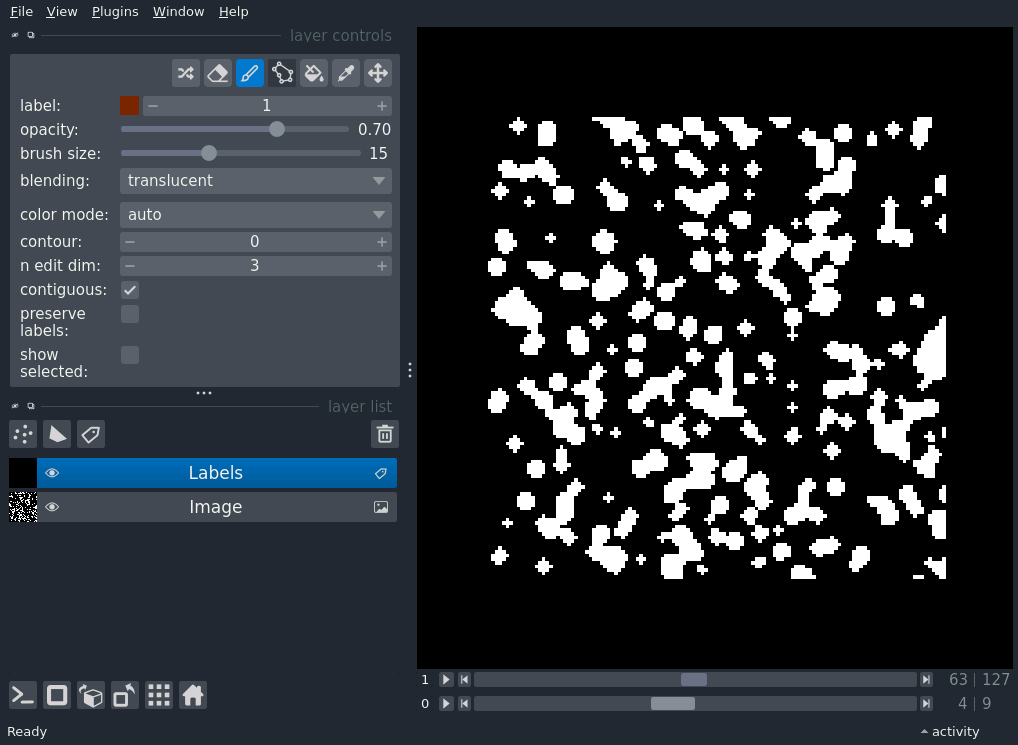 File View Plugins Window Help
layer controls
label: 1
opacity: 0.70
brush size: 15
blending: translucent
color mode: auto
contour: 0
n edit dim: 3
contiguous:
preserve
labels:
show
selected:
layer list
Labels
Image
1 63 | 127
0 4 | 9
Ready activity